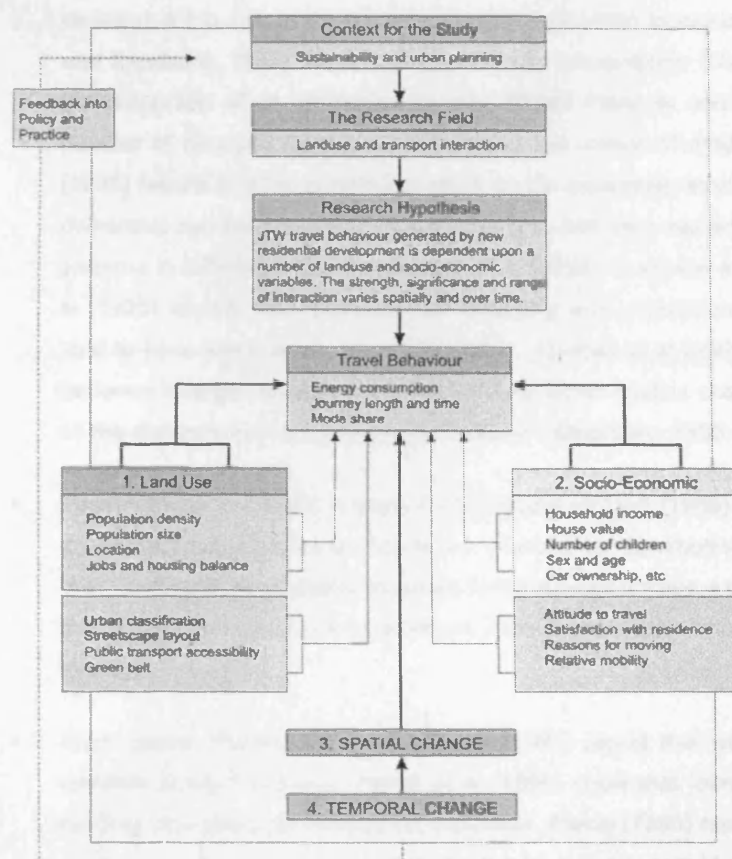 Context for the Study
Sustainability and urban planning
Feedback into
Policy and
Practice
The Research Field
Landuse and transport interaction
Research Hypothesis
JTW travel behaviour generated by new
residential development is dependent upon a
number of landuse and socio-economic
variables. The strength, significance and range
of interaction varies spatially and over time.
Travel Behaviour
Energy consumption
Journey length and time
Mode share
1. Land Use
Population density
Population size
Location
Jobs and housing balance
Urban classification
Streetscape layout
Public transport accessibility
Green belt
2. Socio-Economic
Household income
House value
Number of children
Sex and age
Car ownership, etc
Attitude to travel
Satisfaction with residence
Reasons for moving
Relative mobility
3. SPATIAL CHANGE
4. TEMPORAL CHANGE